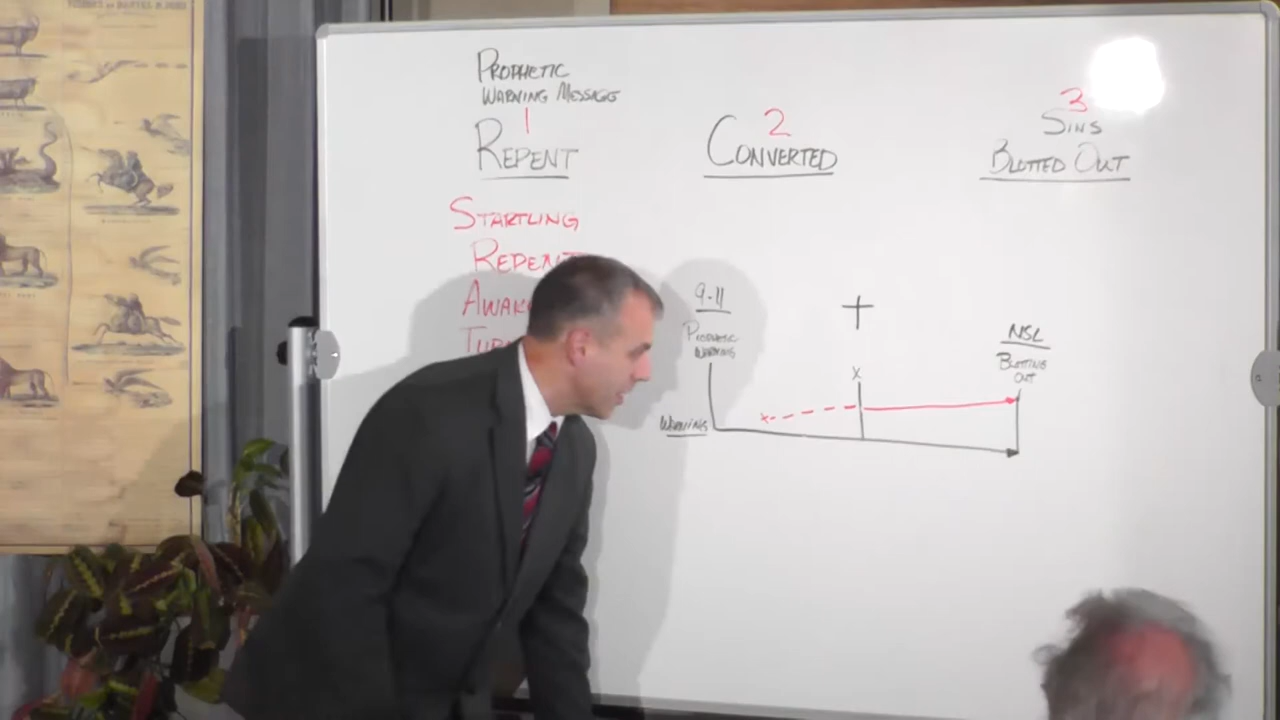 PROPHETIC
WARNING MESSAGE
1
REPENT
2
CONVERTED
3
SINS
BLOTTED OUT
STARTLING
REPENT
9-11
PROPHETIC
WARNING
WARNING
X
NSL
BLOTTING
OUT